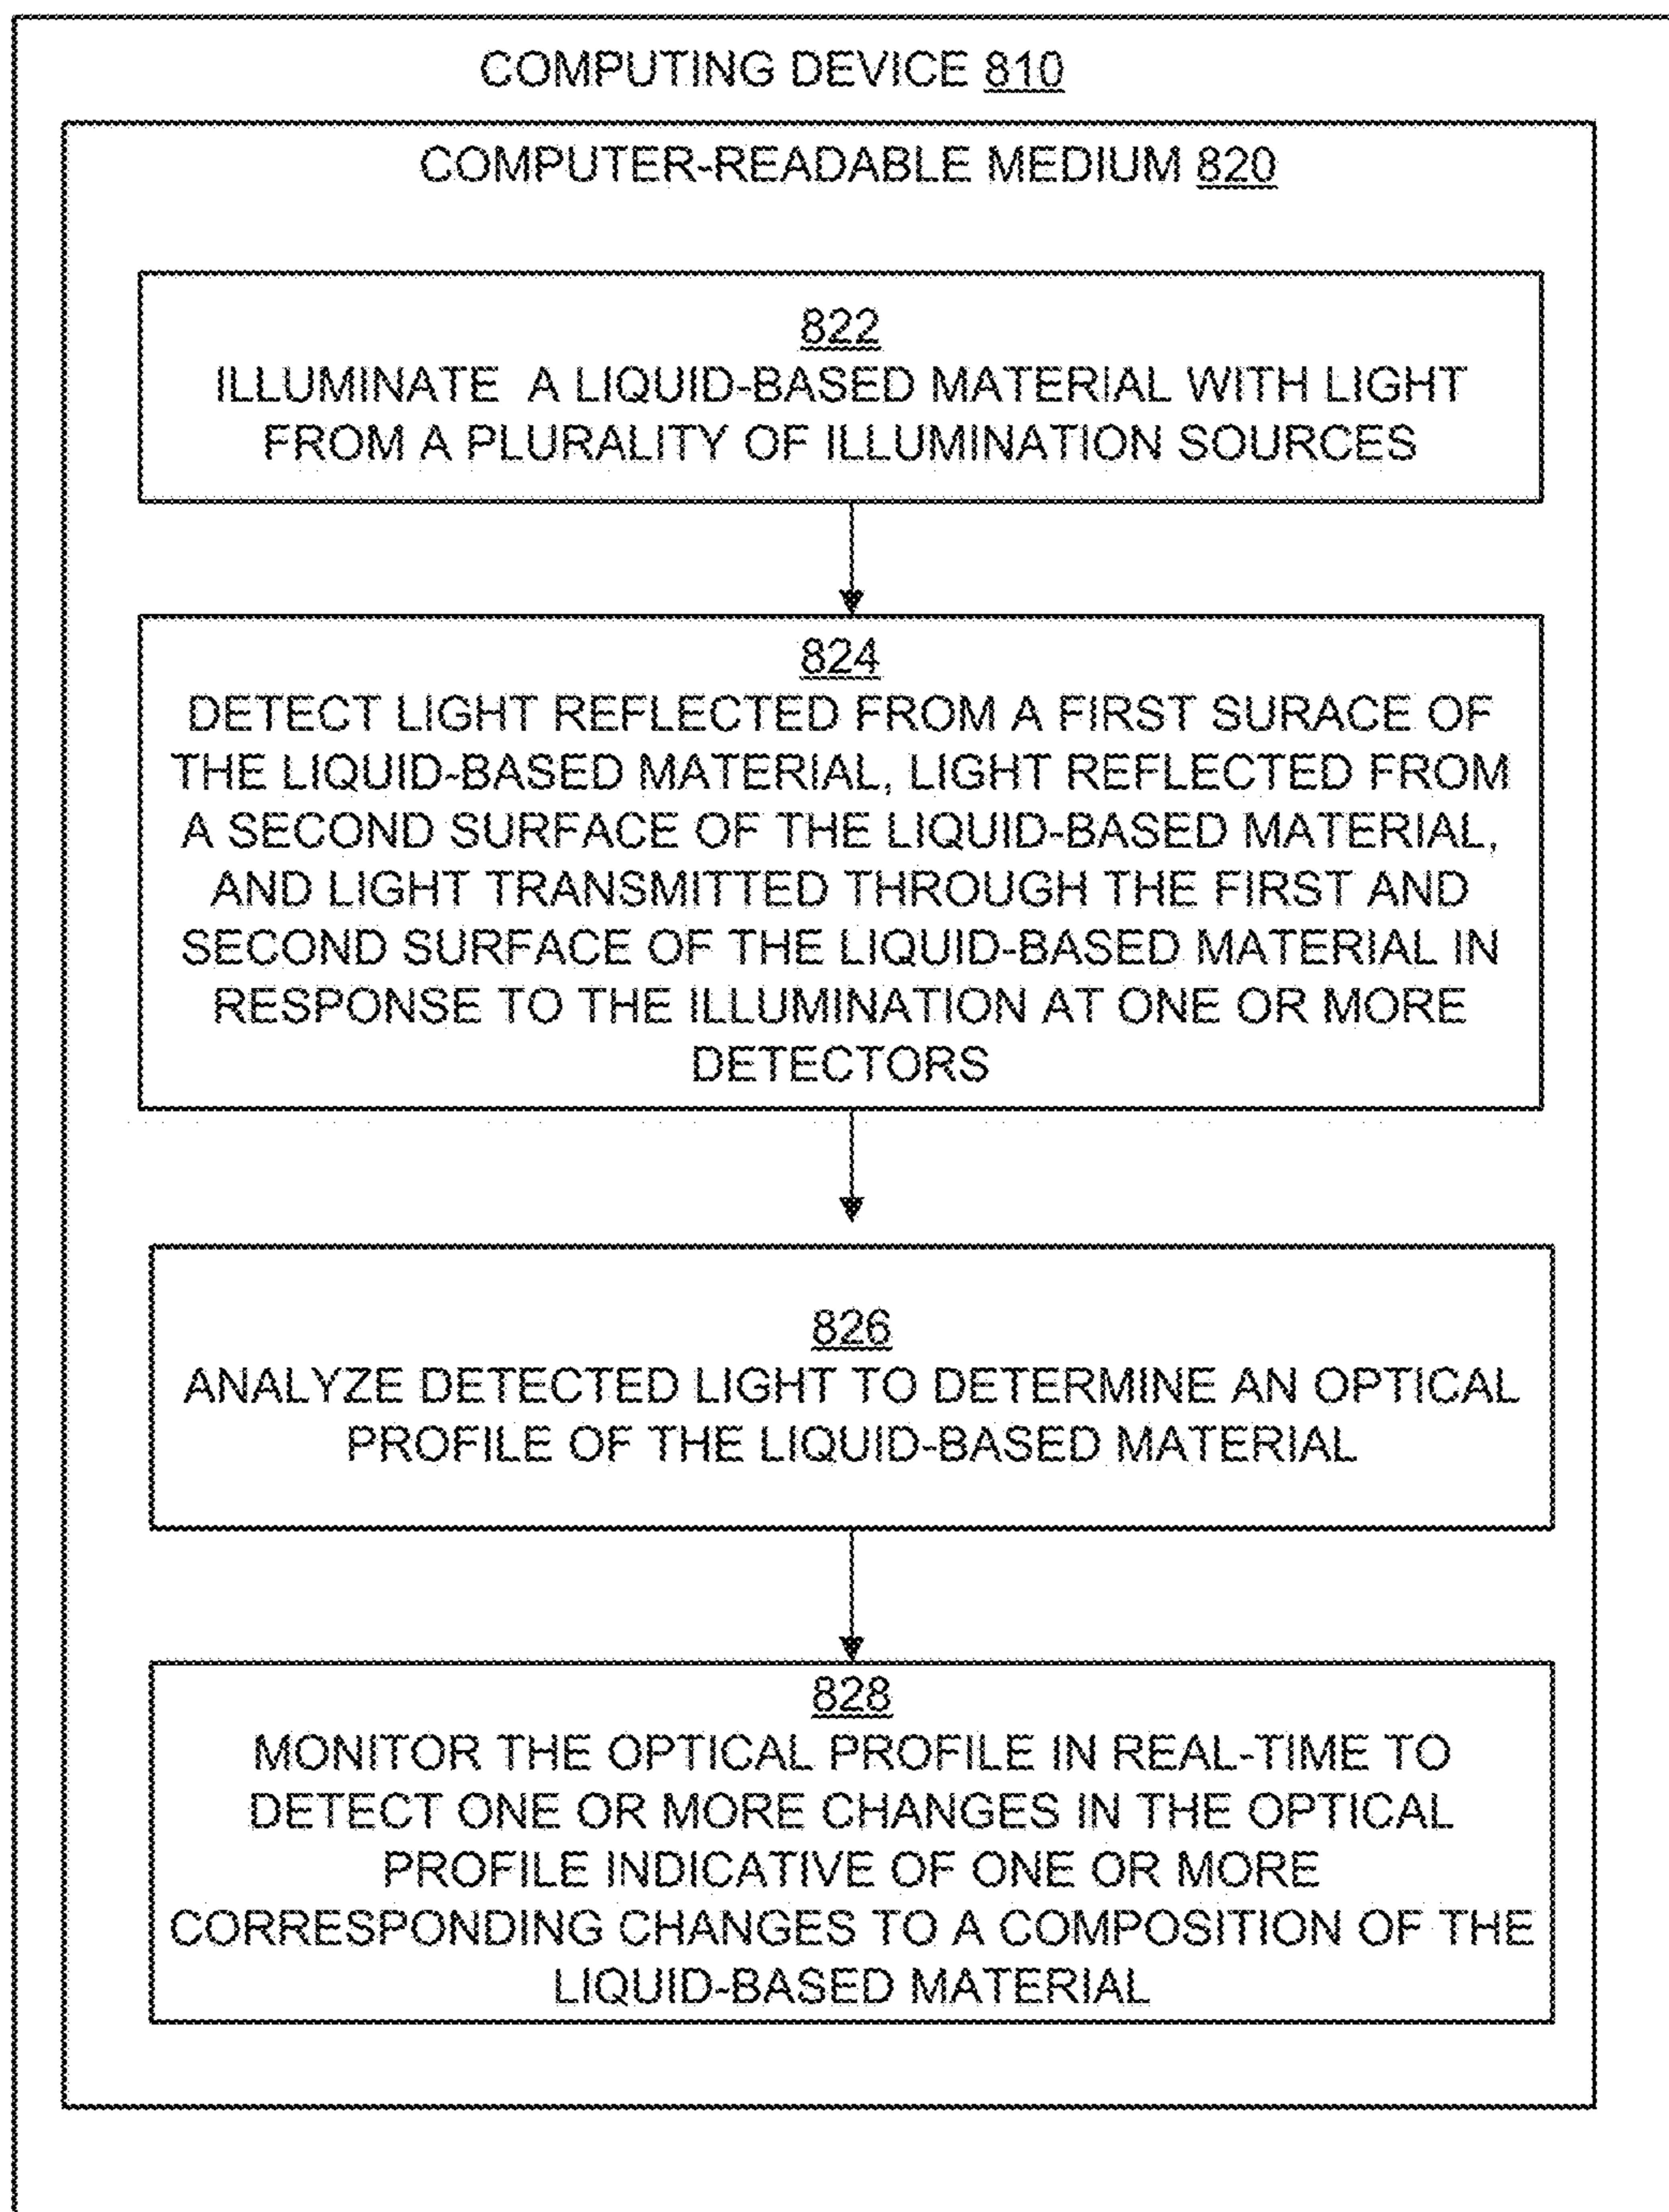 COMPUTING DEVICE 810
COMPUTER-READABLE MEDIUM 820
822
ILLUMINATE A LIQUID-BASED MATERIAL WITH LIGHT
FROM A PLURALITY OF ILLUMINATION SOURCES
824
DETECT LIGHT REFLECTED FROM A FIRST SURACE OF
THE LIQUID-BASED MATERIAL, LIGHT REFLECTED FROM
A SECOND SURFACE OF THE LIQUID-BASED MATERIAL,
AND LIGHT TRANSMITTED THROUGH THE FIRST AND
SECOND SURFACE OF THE LIQUID-BASED MATERIAL IN
RESPONSE TO THE ILLUMINATION AT ONE OR MORE
DETECTORS
826
ANALYZE DETECTED LIGHT TO DETERMINE AN OPTICAL
PROFILE OF THE LIQUID-BASED MATERIAL
828
MONITOR THE OPTICAL PROFILE IN REAL-TIME TO
DETECT ONE OR MORE CHANGES IN THE OPTICAL
PROFILE INDICATIVE OF ONE OR MORE
CORRESPONDING CHANGES TO A COMPOSITION OF THE
LIQUID-BASED MATERIAL